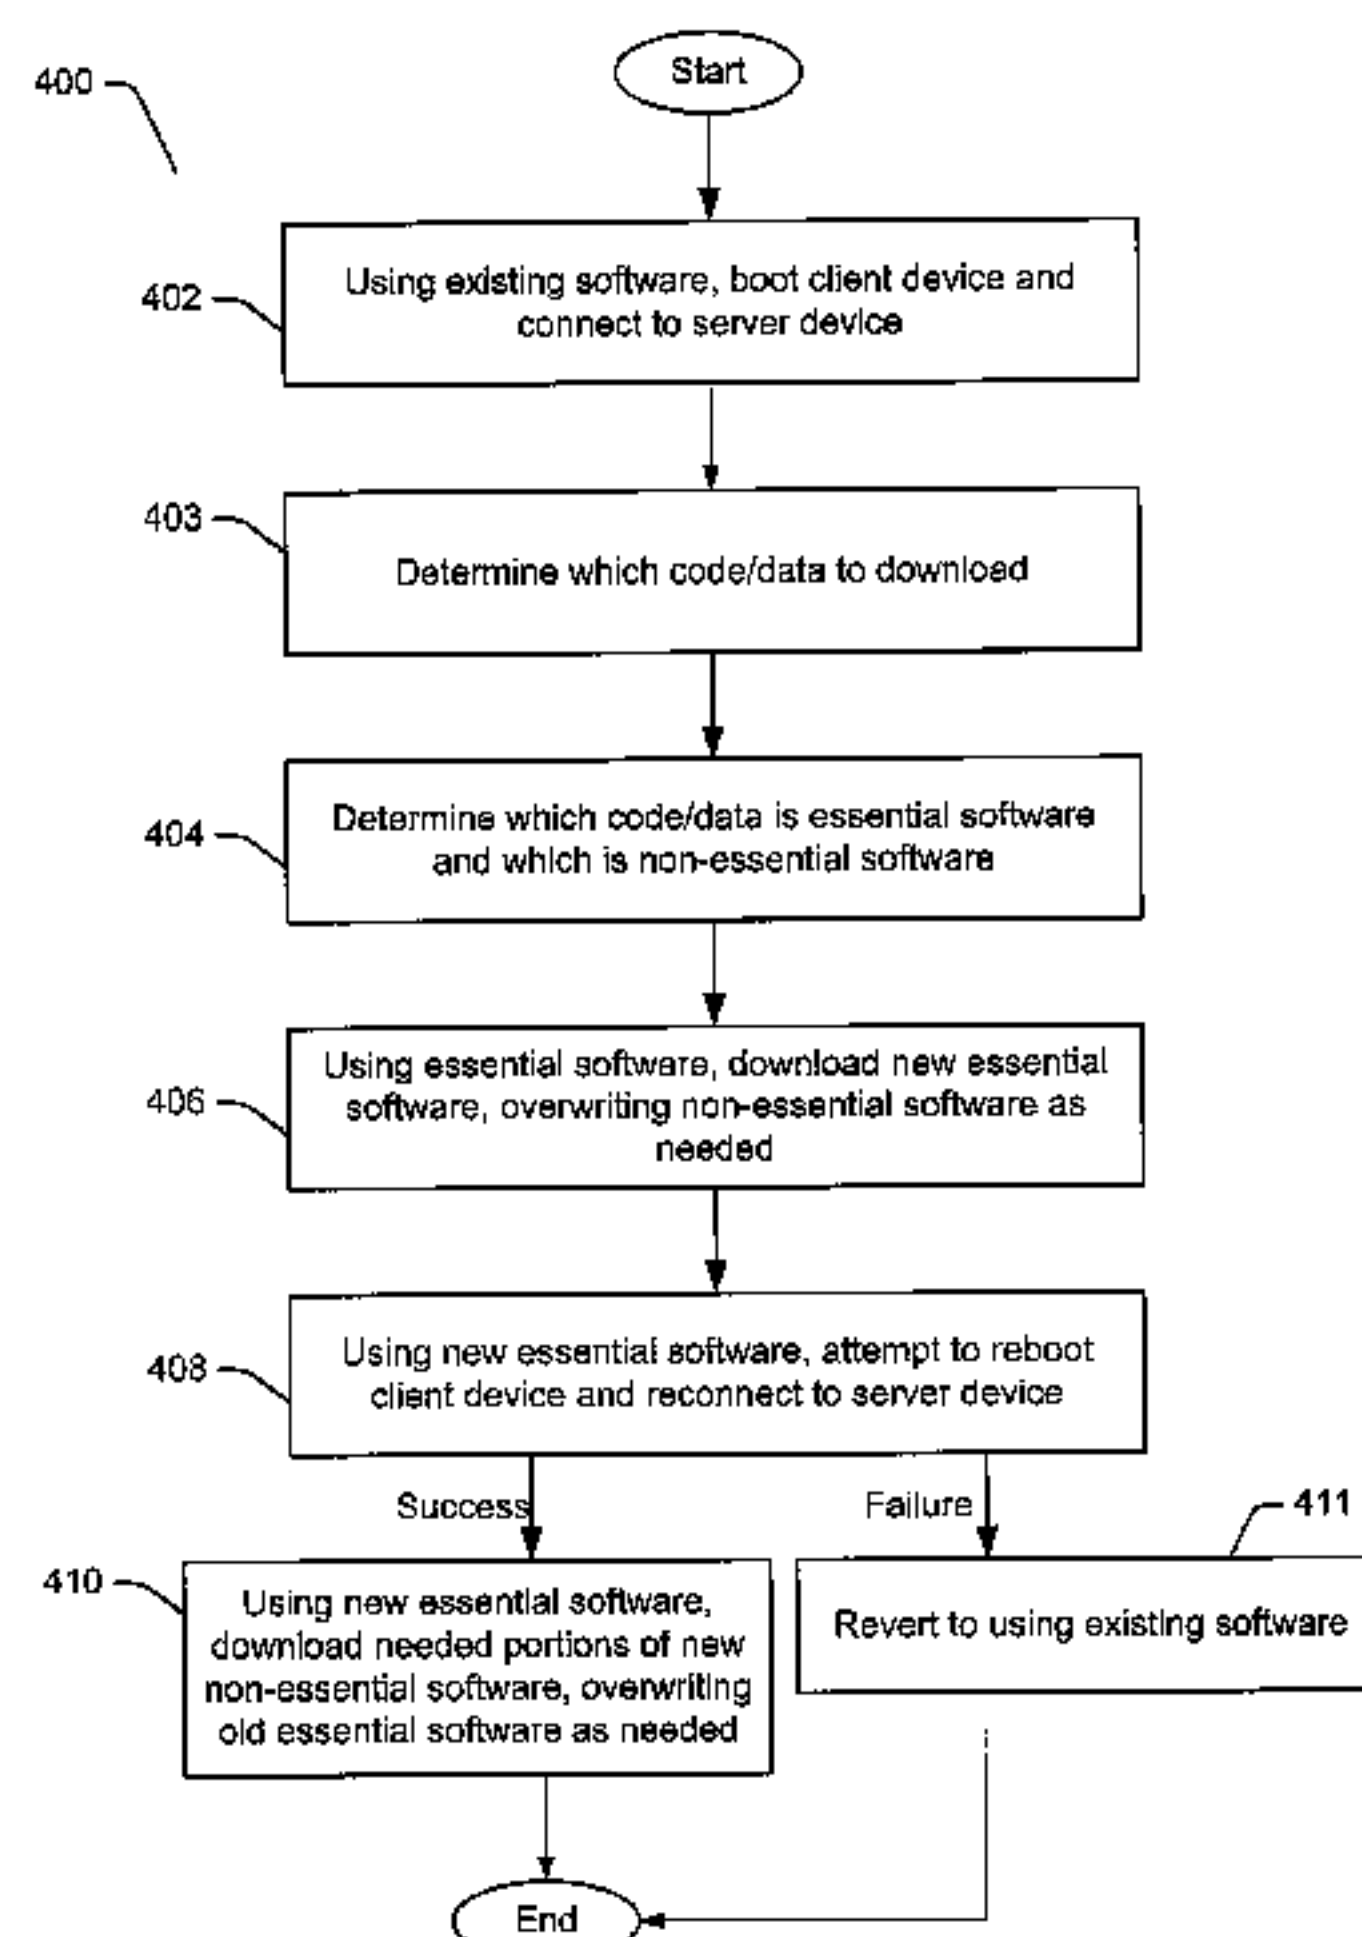 Start
400
402
Using existing software, boot client device and
connect to server device
403
Determine which code/data to download
404
Determine which code/data is essential software
and which is non-essential software
406
Using essential software, download new essential
software, overwriting non-essential software as
needed
408
Using new essential software, attempt to reboot
client device and reconnect to server device
Success
Failure
411
410
Using new essential software,
download needed portions of new
non-essential software, overwriting
old essential software as needed
Revert to using existing software
End